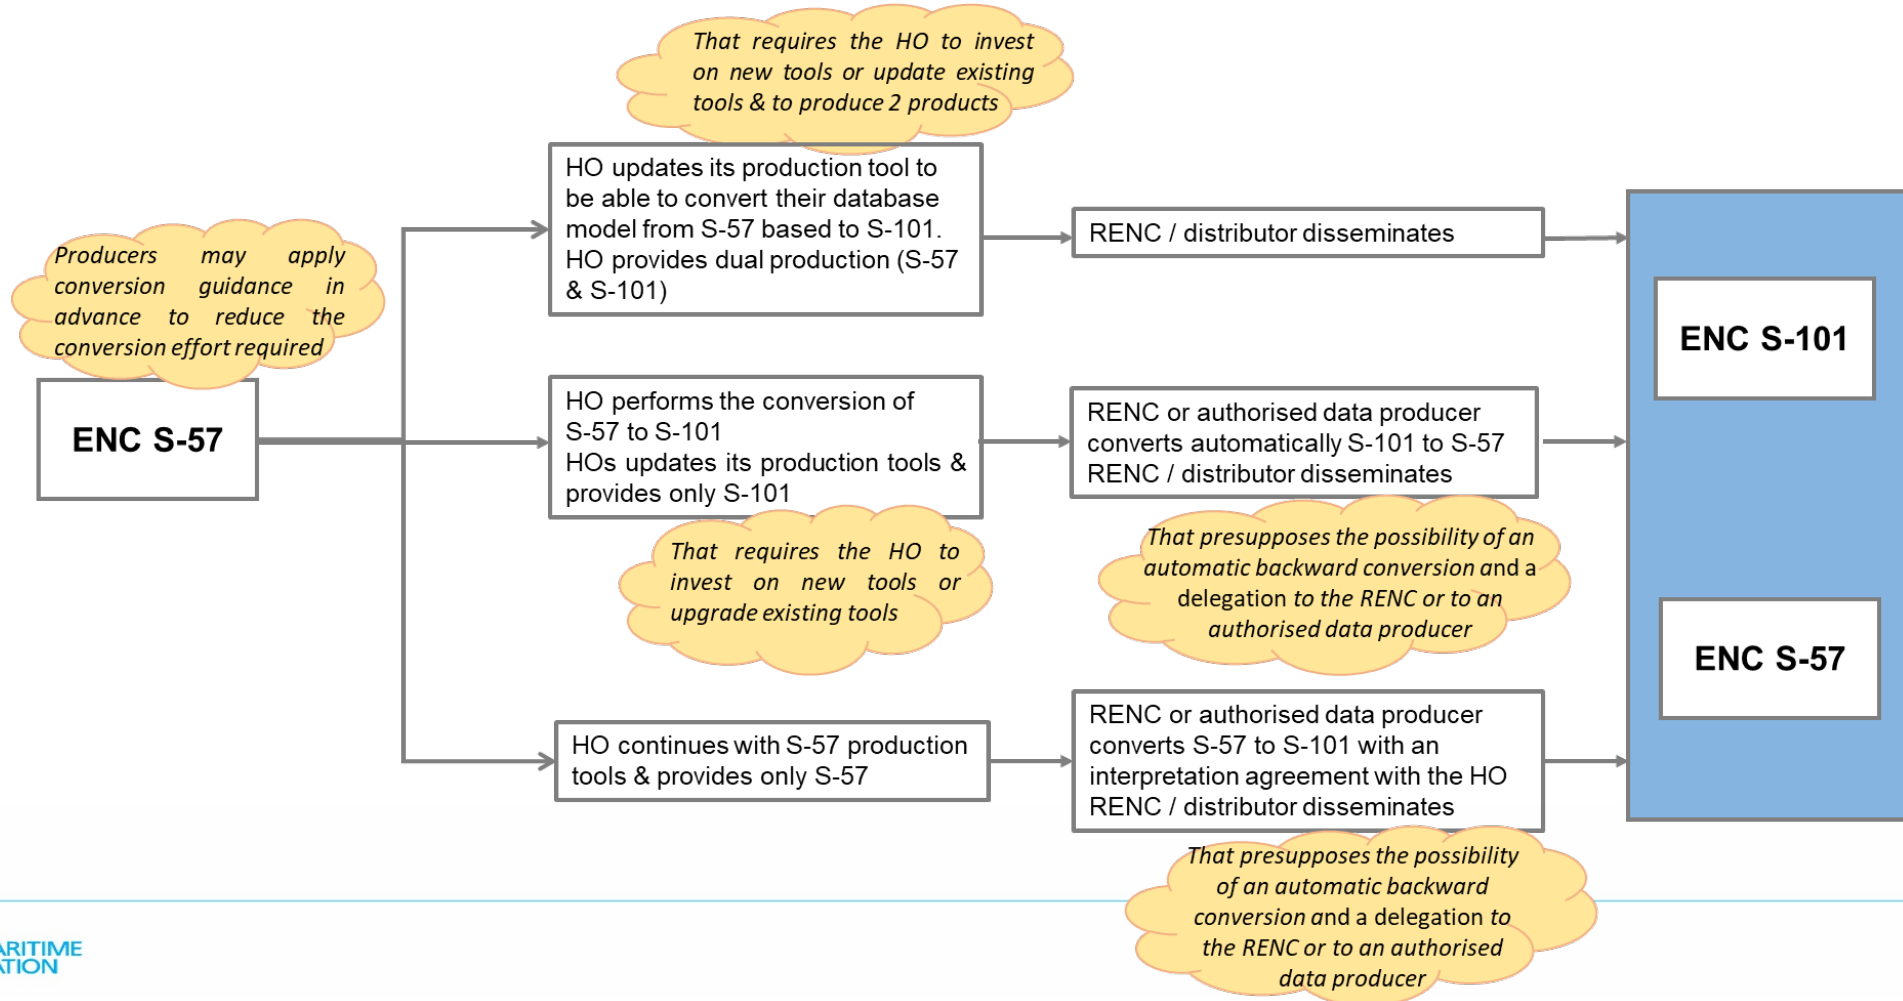 That requires the HO to invest
on new tools or update existing
tools & to produce 2 products
HO updates its production tool to
be able to convert their database
model from S-57 based to S-101.
HO provides dual production (S-57
& S-101)
RENC / distributor disseminates
Producers may apply
conversion guidance in
advance to reduce the
conversion effort required
ENC S-57
HO performs the conversion of
S-57 to S-101
HOs updates its production tools &
provides only S-101
RENC or authorised data producer
converts automatically S-101 to S-57
RENC / distributor disseminates
That requires the HO to
invest on new tools or
upgrade existing tools
That presupposes the possibility of an
automatic backward conversion and a
delegation to the RENC or to an
authorised data producer
HO continues with S-57 production
tools & provides only S-57
RENC or authorised data producer
converts S-57 to S-101 with an
interpretation agreement with the HO
RENC / distributor disseminates
That presupposes the possibility
of an automatic backward
conversion and a delegation to
the RENC or to an authorised
data producer
ENC S-101
ENC S-57
ARITIME
ATION